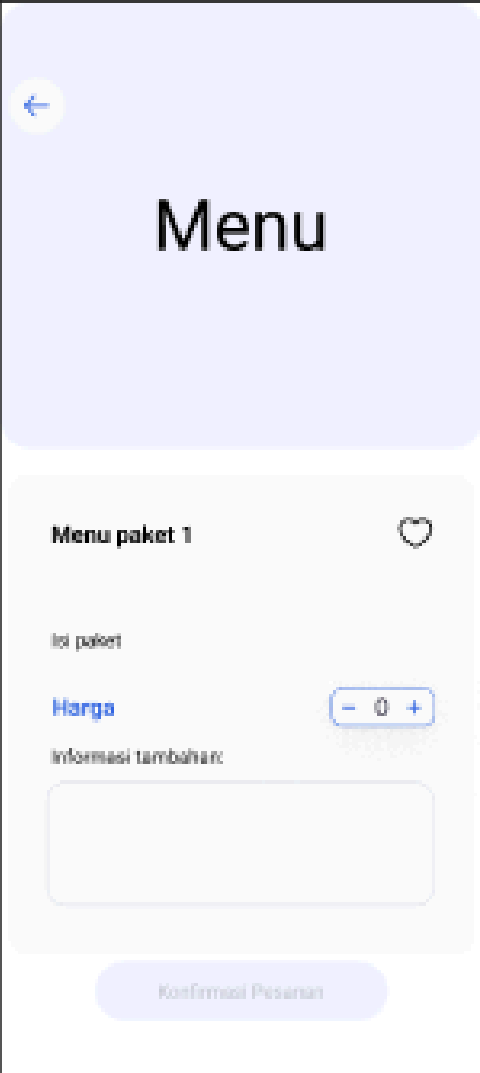 Menu
Menu paket 1
Isi paket
Harga
− 0 +
Informasi tambahan:
Konfirmasi Pesanan